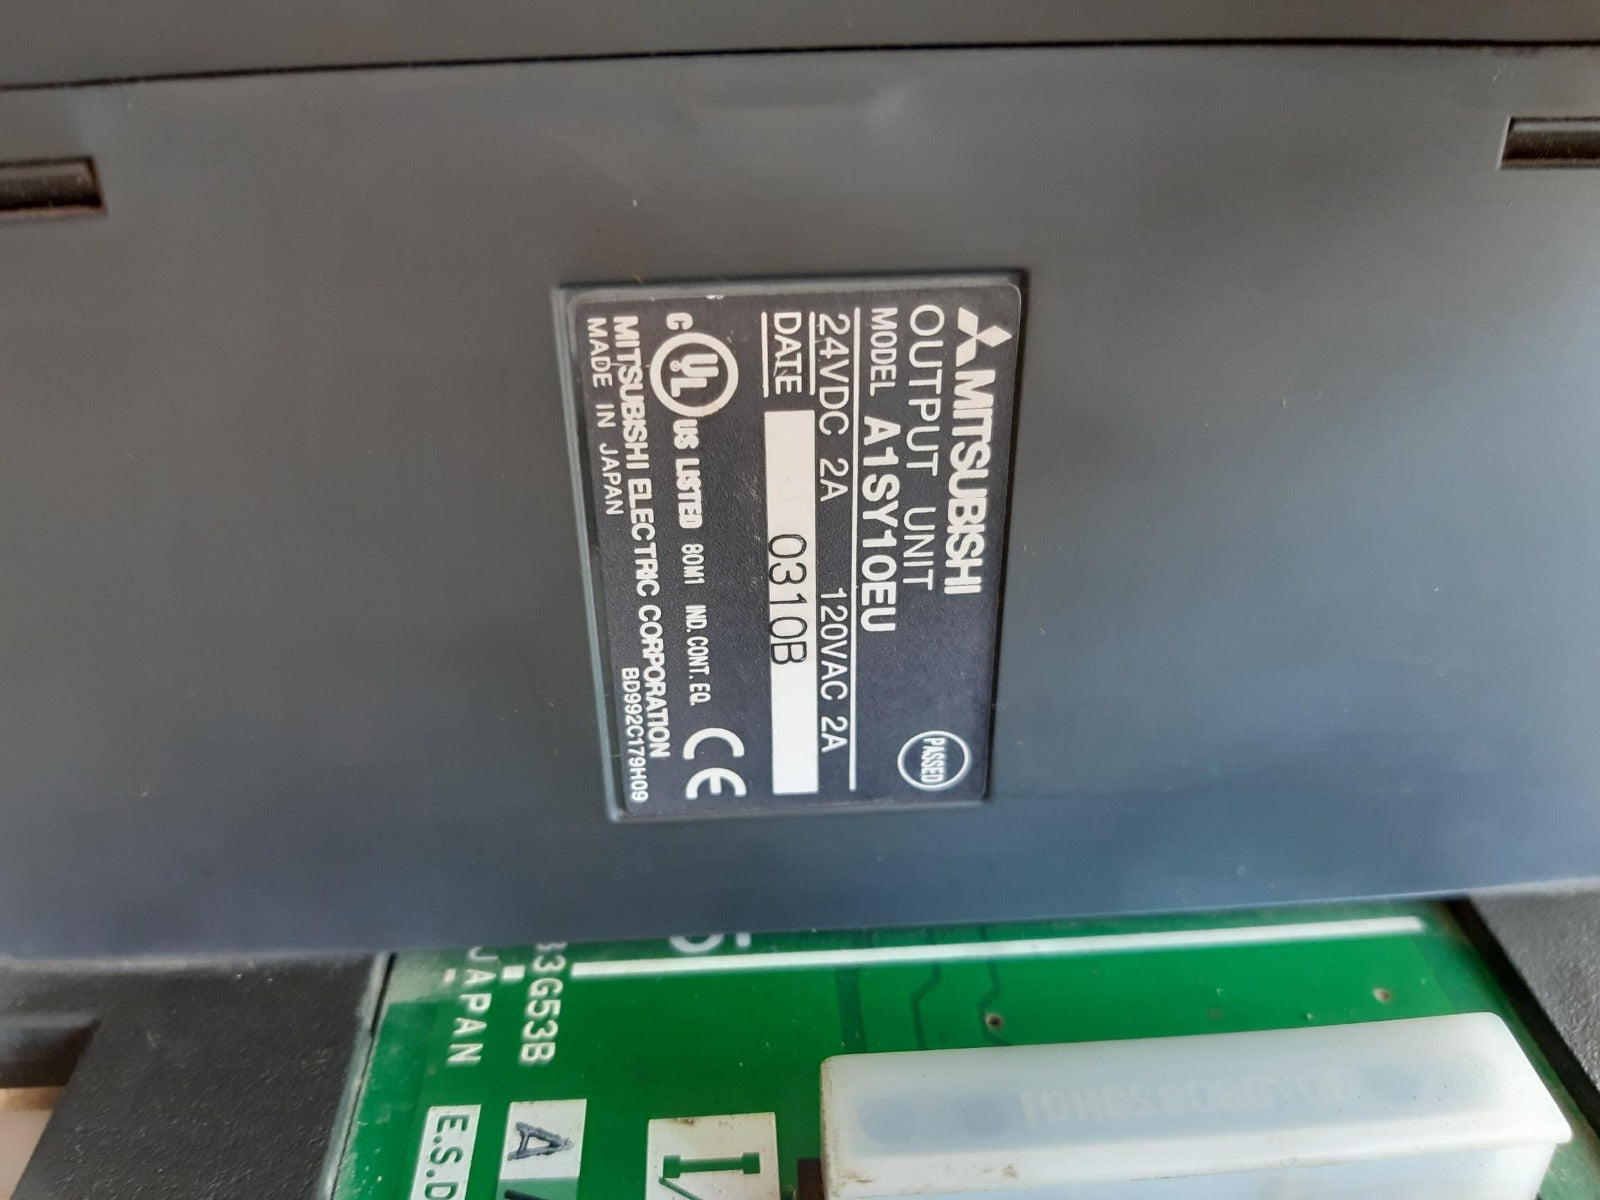 MITSUBISHI
OUTPUT UNIT
PASSED
MODEL A1SY10EU
24VDC 2A 120VAC 2A
DATE 0310B
C UL US LISTED 80M1 IND. CONT. EQ. CE
MITSUBISHI ELECTRIC CORPORATION
MADE IN JAPAN
BD992C179H09
3G53B
JAPAN
A
E.S.D